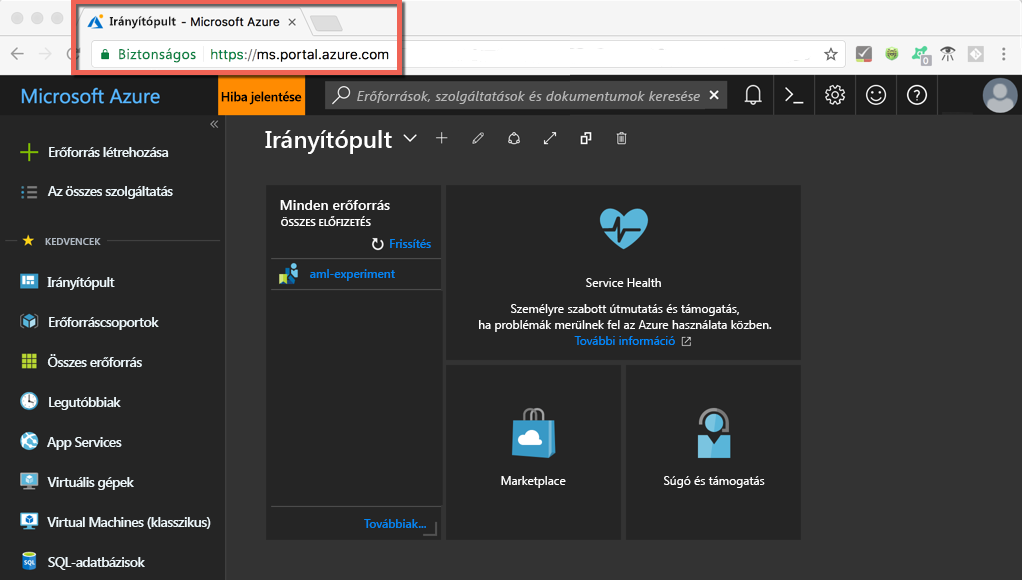 Irányítópult - Microsoft Azure
Biztonságos https://ms.portal.azure.com
0
Microsoft Azure
Hiba jelentése
Erőforrások, szolgáltatások és dokumentumok keresése
Irányítópult
Erőforrás létrehozása
Az összes szolgáltatás
KEDVENCEK
Irányítópult
Erőforráscsoportok
Összes erőforrás
Legutóbbiak
App Services
Virtuális gépek
Virtual Machines (klasszikus)
SQL
SQL-adatbázisok
Minden erőforrás
ÖSSZES ELŐFIZETÉS
Frissítés
aml-experiment
Továbbiak...
Service Health
Személyre szabott útmutatás és támogatás,
ha problémák merülnek fel az Azure használata közben.
További információ
Marketplace
Súgó és támogatás